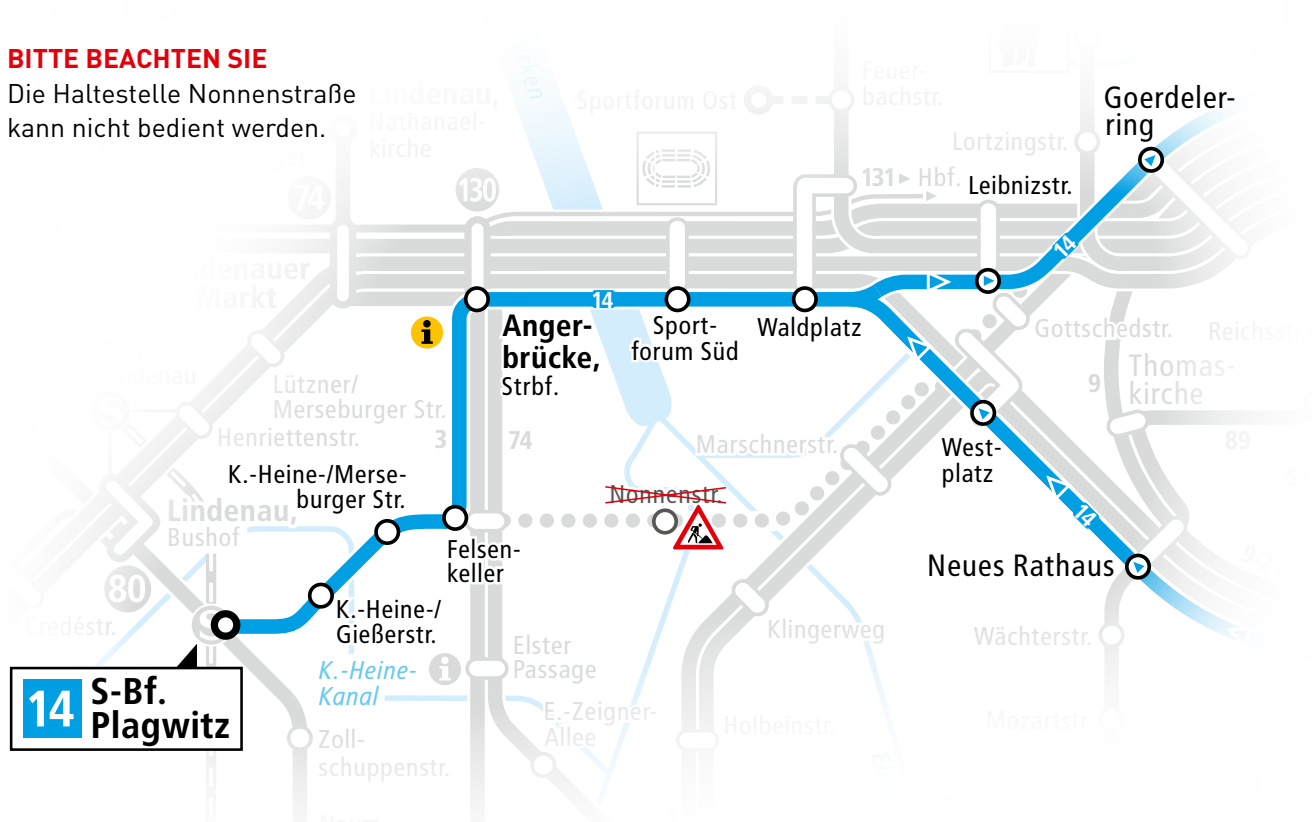 BITTE BEACHTEN SIE
Die Haltestelle Nonnenstraße
kann nicht bedient werden.
Lindenau,
Nathanael-
kirche
Sportforum Ost
Feuer-
bachstr.
Goerdeler-
ring
Lortzingstr.
131 ▸ Hbf.
Leibnizstr.
74
130
14
Lindenauer
Markt
14
Anger-
brücke,
Strbf.
Sport-
forum Süd
Waldplatz
Gottschedstr.
Reichsstr.
Lindenau
Thomas-
kirche
9
Lützner/
Merseburger Str.
Henriettenstr.
3
74
Marschnerstr.
89
West-
platz
K.-Heine-/Merse-
burger Str.
Nonnenstr.
Lindenau,
Bushof
14
Felsen-
keller
Neues Rathaus
80
K.-Heine-/
Gießerstr.
Credéstr.
S
Klingerweg
Wächterstr.
Elster
Passage
K.-Heine-
Kanal
14
S-Bf.
Plagwitz
E.-Zeigner-
Allee
Holbeinstr.
Mozartstr.
Zoll-
schuppenstr.